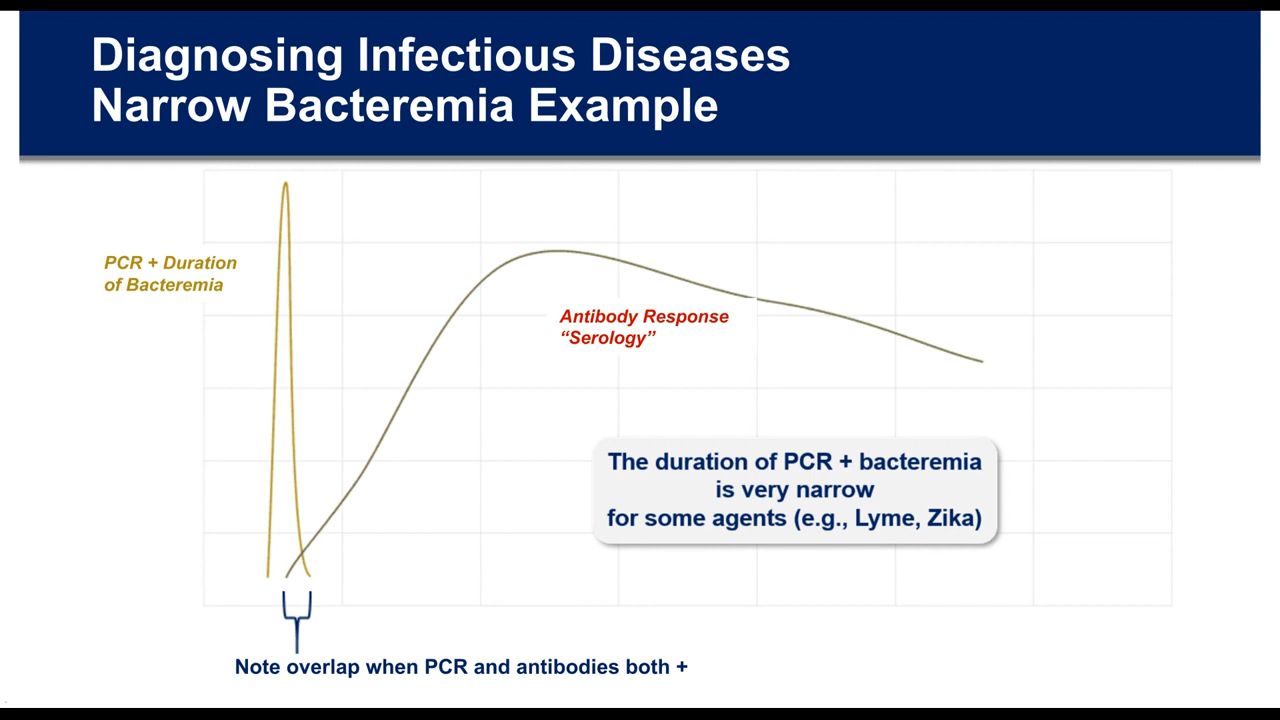 Diagnosing Infectious Diseases
Narrow Bacteremia Example
PCR + Duration
of Bacteremia
Antibody Response
“Serology”
The duration of PCR + bacteremia
is very narrow
for some agents (e.g., Lyme, Zika)
Note overlap when PCR and antibodies both +